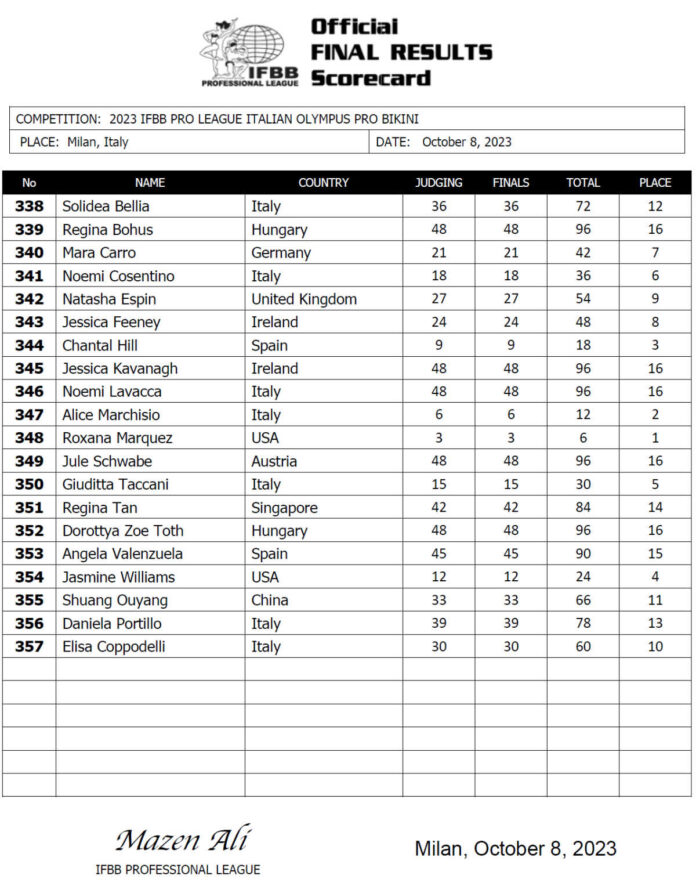 Official
FINAL RESULTS
Scorecard
IFBB
PROFESSIONAL LEAGUE
COMPETITION: 2023 IFBB PRO LEAGUE ITALIAN OLYMPUS PRO BIKINI
PLACE: Milan, Italy DATE: October 8, 2023
No NAME COUNTRY JUDGING FINALS TOTAL PLACE
338 Solidea Bellia Italy 36 36 72 12
339 Regina Bohus Hungary 48 48 96 16
340 Mara Carro Germany 21 21 42 7
341 Noemi Cosentino Italy 18 18 36 6
342 Natasha Espin United Kingdom 27 27 54 9
343 Jessica Feeney Ireland 24 24 48 8
344 Chantal Hill Spain 9 9 18 3
345 Jessica Kavanagh Ireland 48 48 96 16
346 Noemi Lavacca Italy 48 48 96 16
347 Alice Marchisio Italy 6 6 12 2
348 Roxana Marquez USA 3 3 6 1
349 Jule Schwabe Austria 48 48 96 16
350 Giuditta Taccani Italy 15 15 30 5
351 Regina Tan Singapore 42 42 84 14
352 Dorottya Zoe Toth Hungary 48 48 96 16
353 Angela Valenzuela Spain 45 45 90 15
354 Jasmine Williams USA 12 12 24 4
355 Shuang Ouyang China 33 33 66 11
356 Daniela Portillo Italy 39 39 78 13
357 Elisa Coppodelli Italy 30 30 60 10
Mazen Ali
IFBB PROFESSIONAL LEAGUE
Milan, October 8, 2023